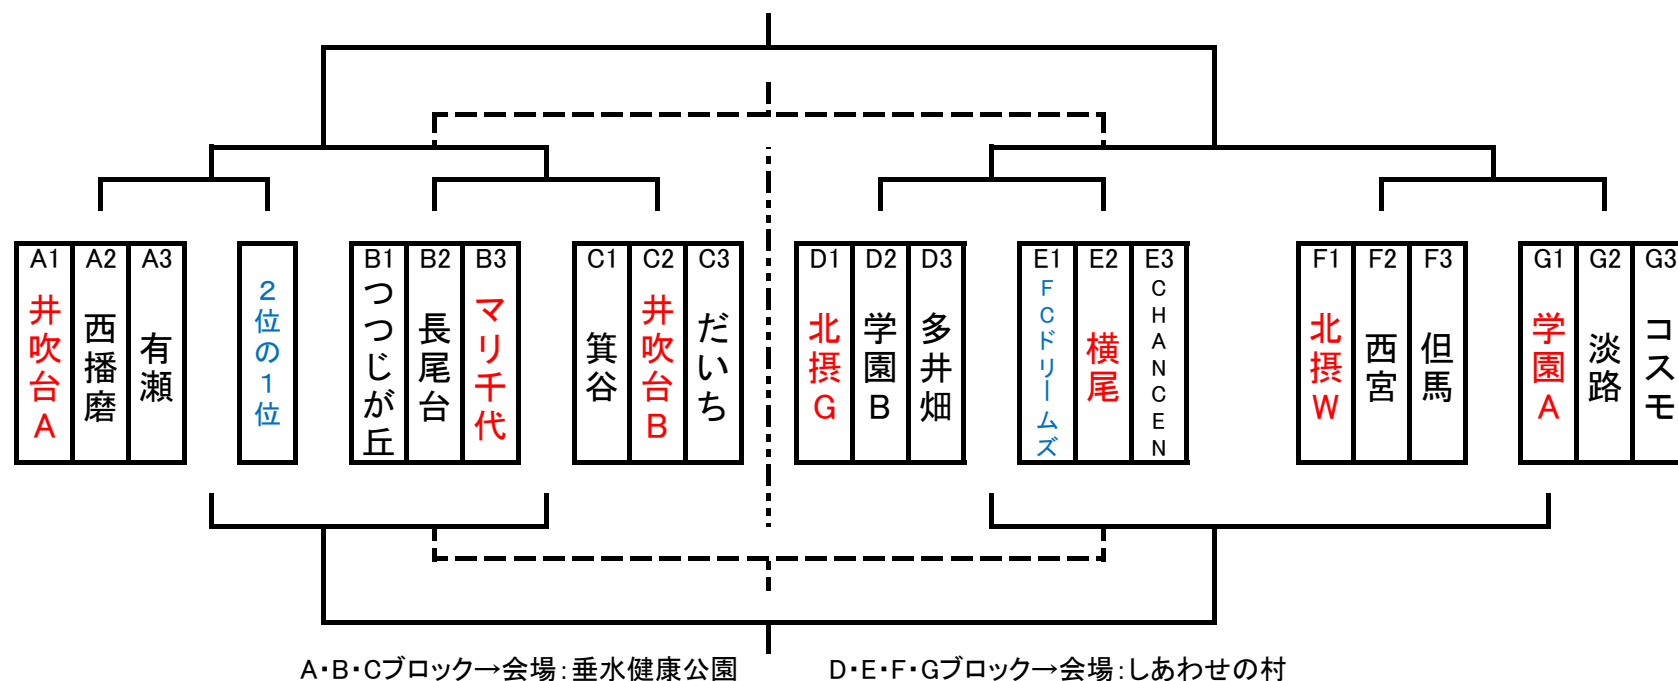 A1 井吹台A
A2 西播磨
A3 有瀬
2位の1位
B1 つつじが丘
B2 長尾台
B3 マリ千代
C1 箕谷
C2 井吹台B
C3 だいち
D1 北摂G
D2 学園B
D3 多井畑
E1 FCドリームズ
E2 横尾
E3 CHANCEN
F1 北摂W
F2 西宮
F3 但馬
G1 学園A
G2 淡路
G3 コスモ
A・B・Cブロック→会場:垂水健康公園
D・E・F・Gブロック→会場:しあわせの村